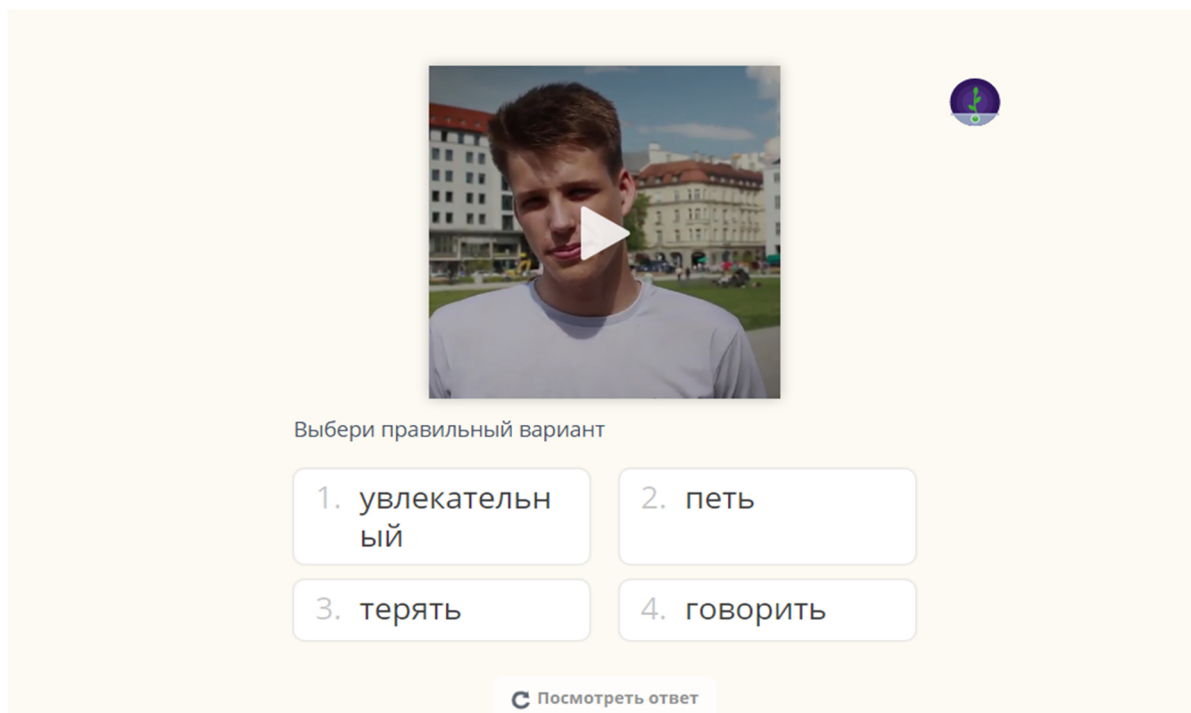 Выбери правильный вариант
1. увлекательн
ый
2. петь
3. терять
4. говорить
Посмотреть ответ